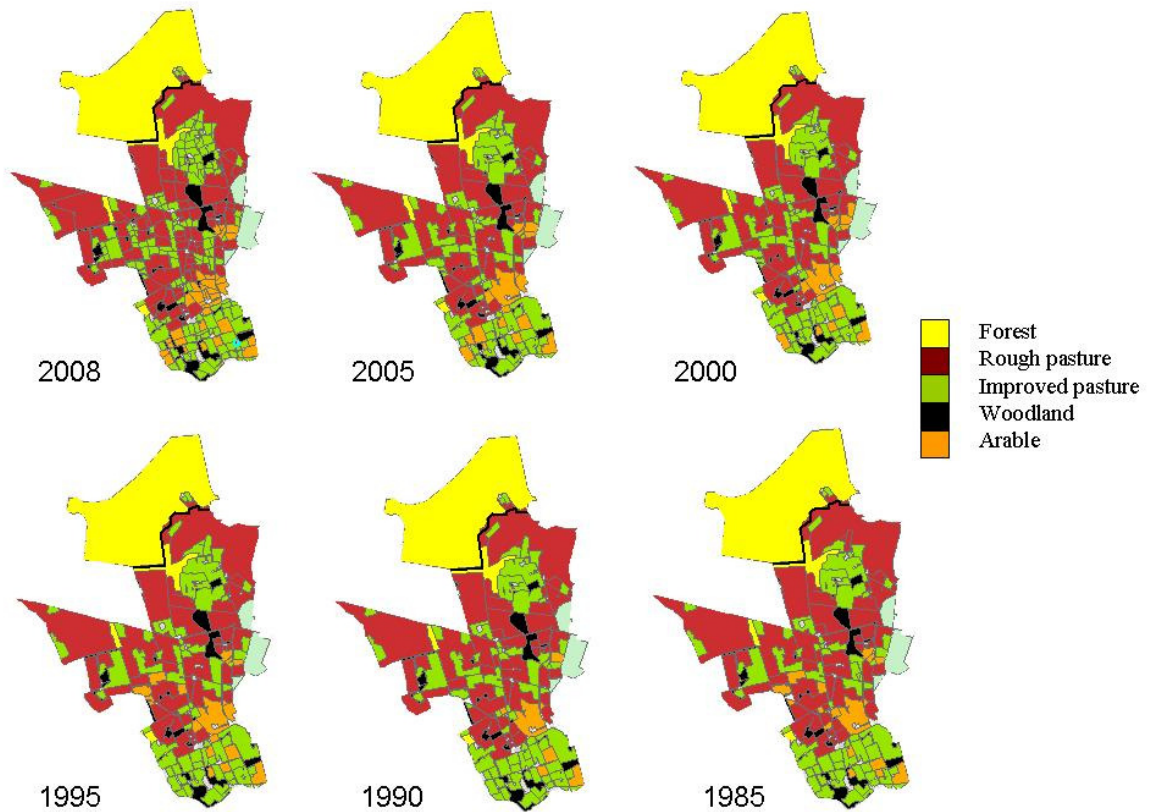 2008
2005
2000
Forest
Rough pasture
Improved pasture
Woodland
Arable
1995
1990
1985